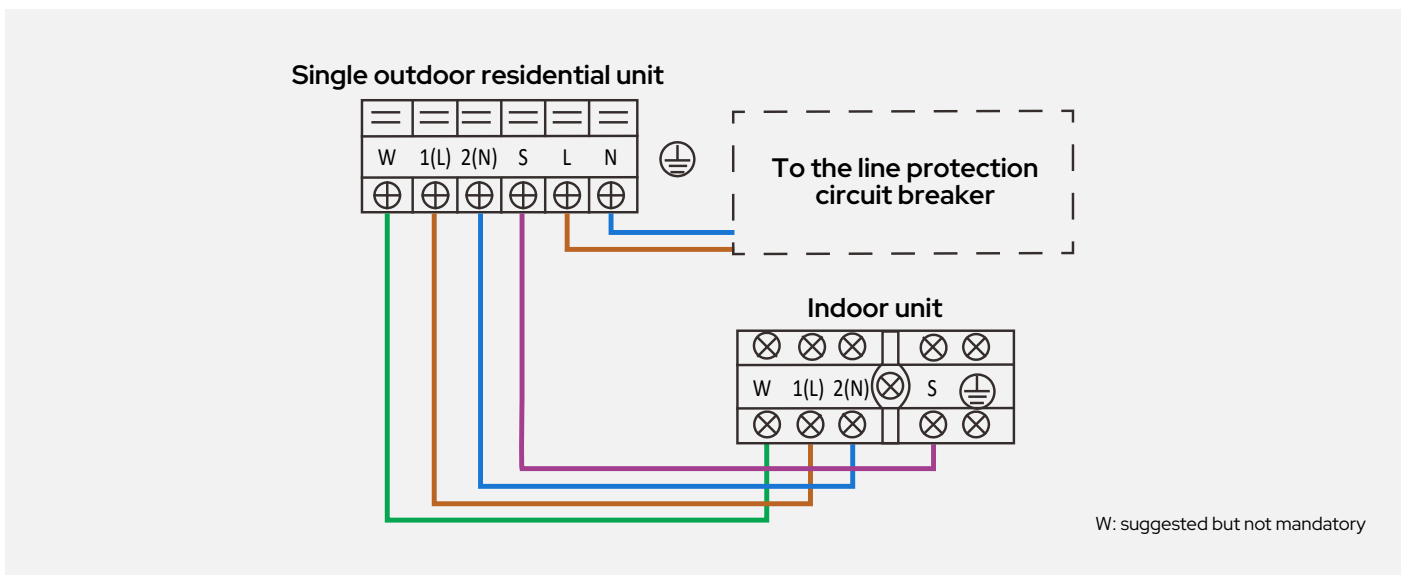 Single outdoor residential unit
W 1(L) 2(N) S L N
To the line protection
circuit breaker
Indoor unit
W 1(L) 2(N) S
W: suggested but not mandatory